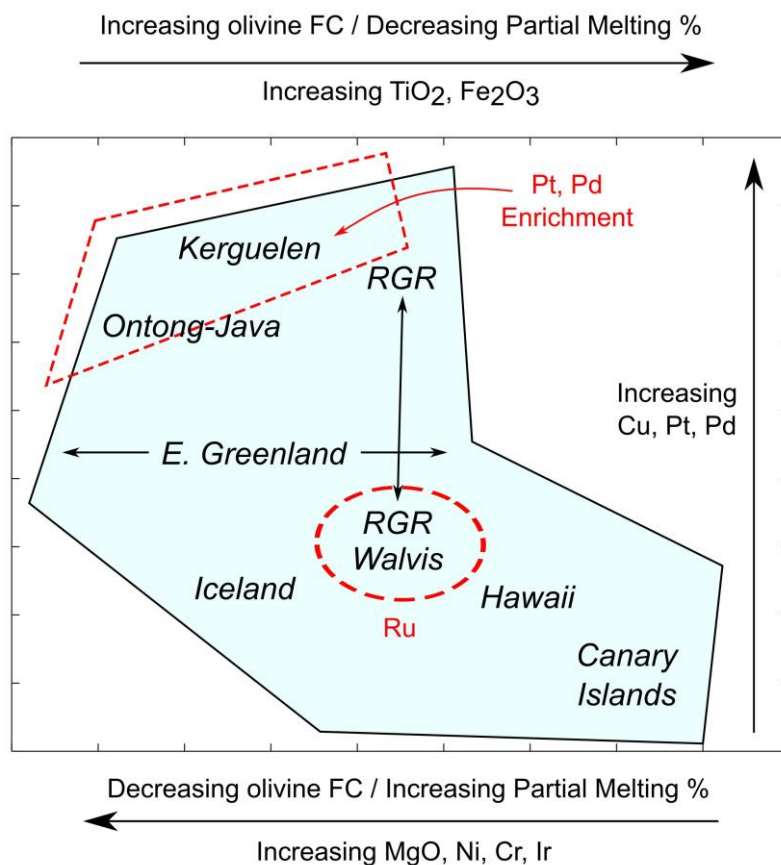 Increasing olivine FC / Decreasing Partial Melting %
Increasing TiO₂, Fe₂O₃
Pt, Pd
Enrichment
Kerguelen
RGR
Ontong-Java
Increasing
Cu, Pt, Pd
E. Greenland
RGR
Walvis
Iceland
Hawaii
Ru
Canary
Islands
Decreasing olivine FC / Increasing Partial Melting %
Increasing MgO, Ni, Cr, Ir